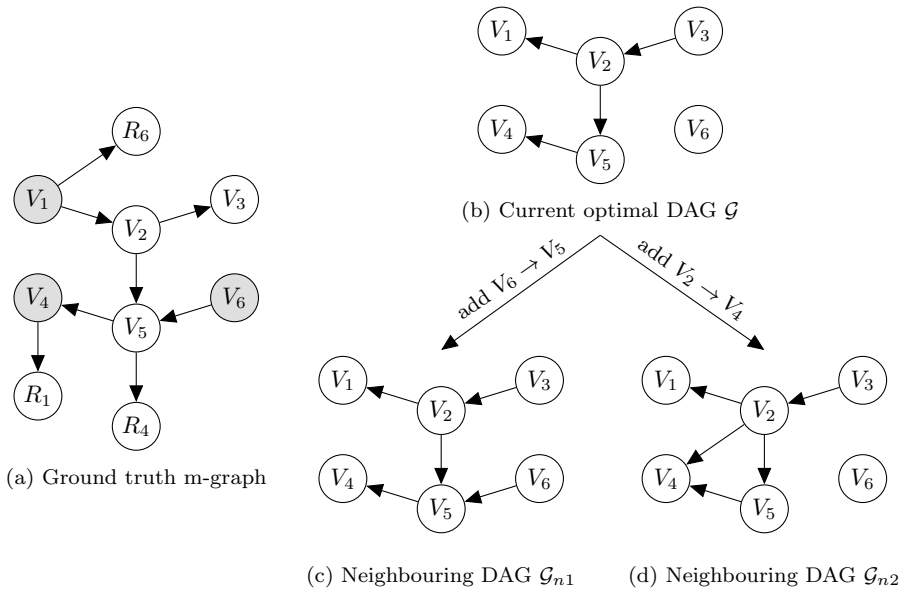 R6
V1
V3
V2
V4
V6
V5
R1
R4
(a) Ground truth m-graph
V1
V3
V2
V4
V6
V5
(b) Current optimal DAG 𝒢
add V6 → V5
add V2 → V4
V1
V3
V2
V4
V6
V5
(c) Neighbouring DAG 𝒢n1
V1
V3
V2
V4
V6
V5
(d) Neighbouring DAG 𝒢n2